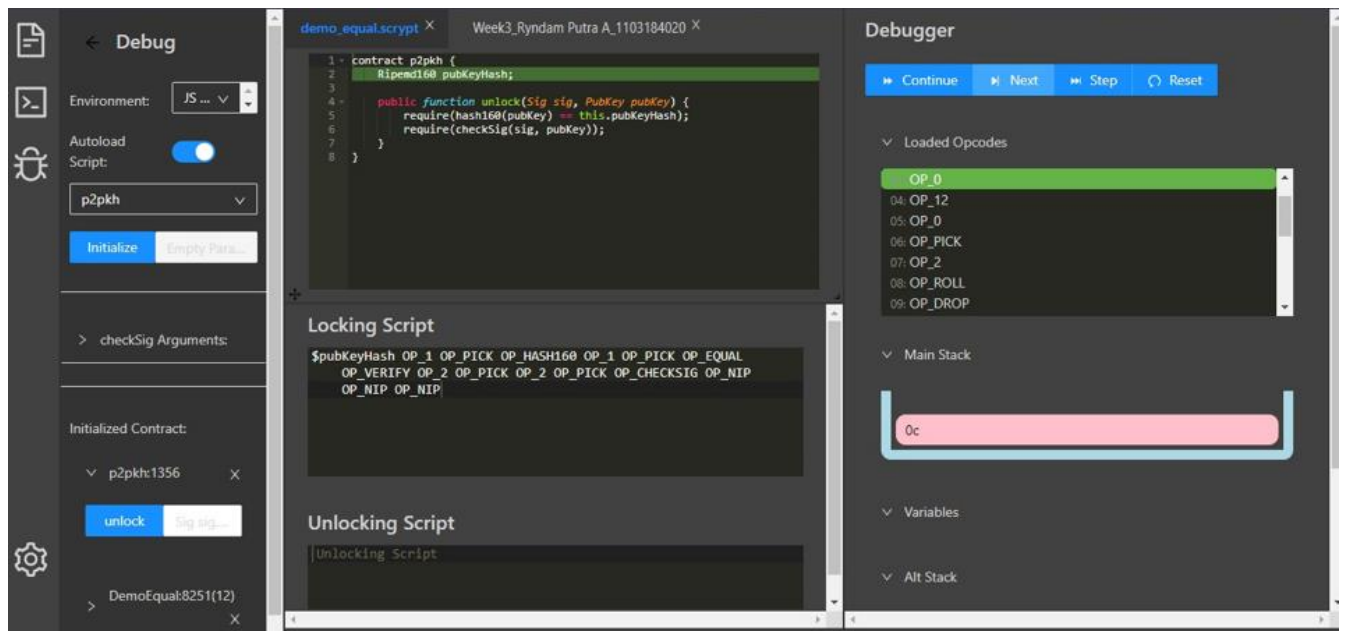 Debug
Environment:
JS ...
Autoload
Script:
p2pkh
Initialize
Empty Para...
checkSig Arguments:
Initialized Contract:
p2pkh:1356
X
unlock
Sig sig,...
DemoEqual:8251(12)
X
demo_equal.scrypt X
Week3_Ryndam Putra A_1103184020 X
1 contract p2pkh {
2 Ripemd160 pubKeyHash;
3
4 public function unlock(Sig sig, PubKey pubKey) {
5 require(hash160(pubKey) == this.pubKeyHash);
6 require(checkSig(sig, pubKey));
7 }
8 }
Locking Script
$pubKeyHash OP_1 OP_PICK OP_HASH160 OP_1 OP_PICK OP_EQUAL
OP_VERIFY OP_2 OP_PICK OP_2 OP_PICK OP_CHECKSIG OP_NIP
OP_NIP OP_NIP
Unlocking Script
Unlocking Script
Debugger
Continue
Next
Step
Reset
Loaded Opcodes
OP_0
04: OP_12
05: OP_0
06: OP_PICK
07: OP_2
08: OP_ROLL
09: OP_DROP
Main Stack
0c
Variables
Alt Stack